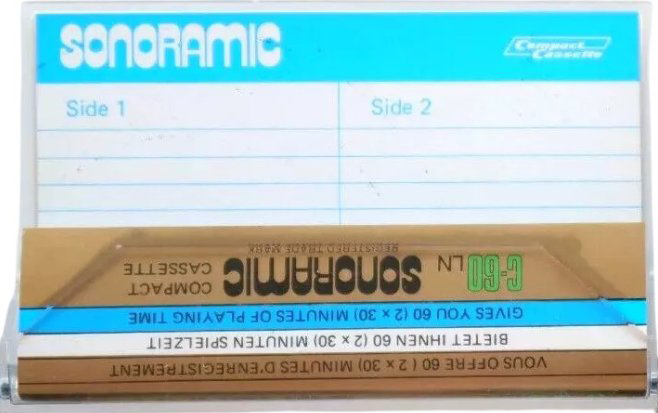 SONORAMIC
Compact Cassette
Side 1
Side 2
C-60 LN SONORAMIC COMPACT CASSETTE
REGISTERED TRADE MARK
GIVES YOU 60 (2 x 30) MINUTES OF PLAYING TIME
BIETET IHNEN 60 (2 x 30) MINUTEN SPIELZEIT
VOUS OFFRE 60 ( 2 x 30) MINUTES D'ENREGISTREMENT